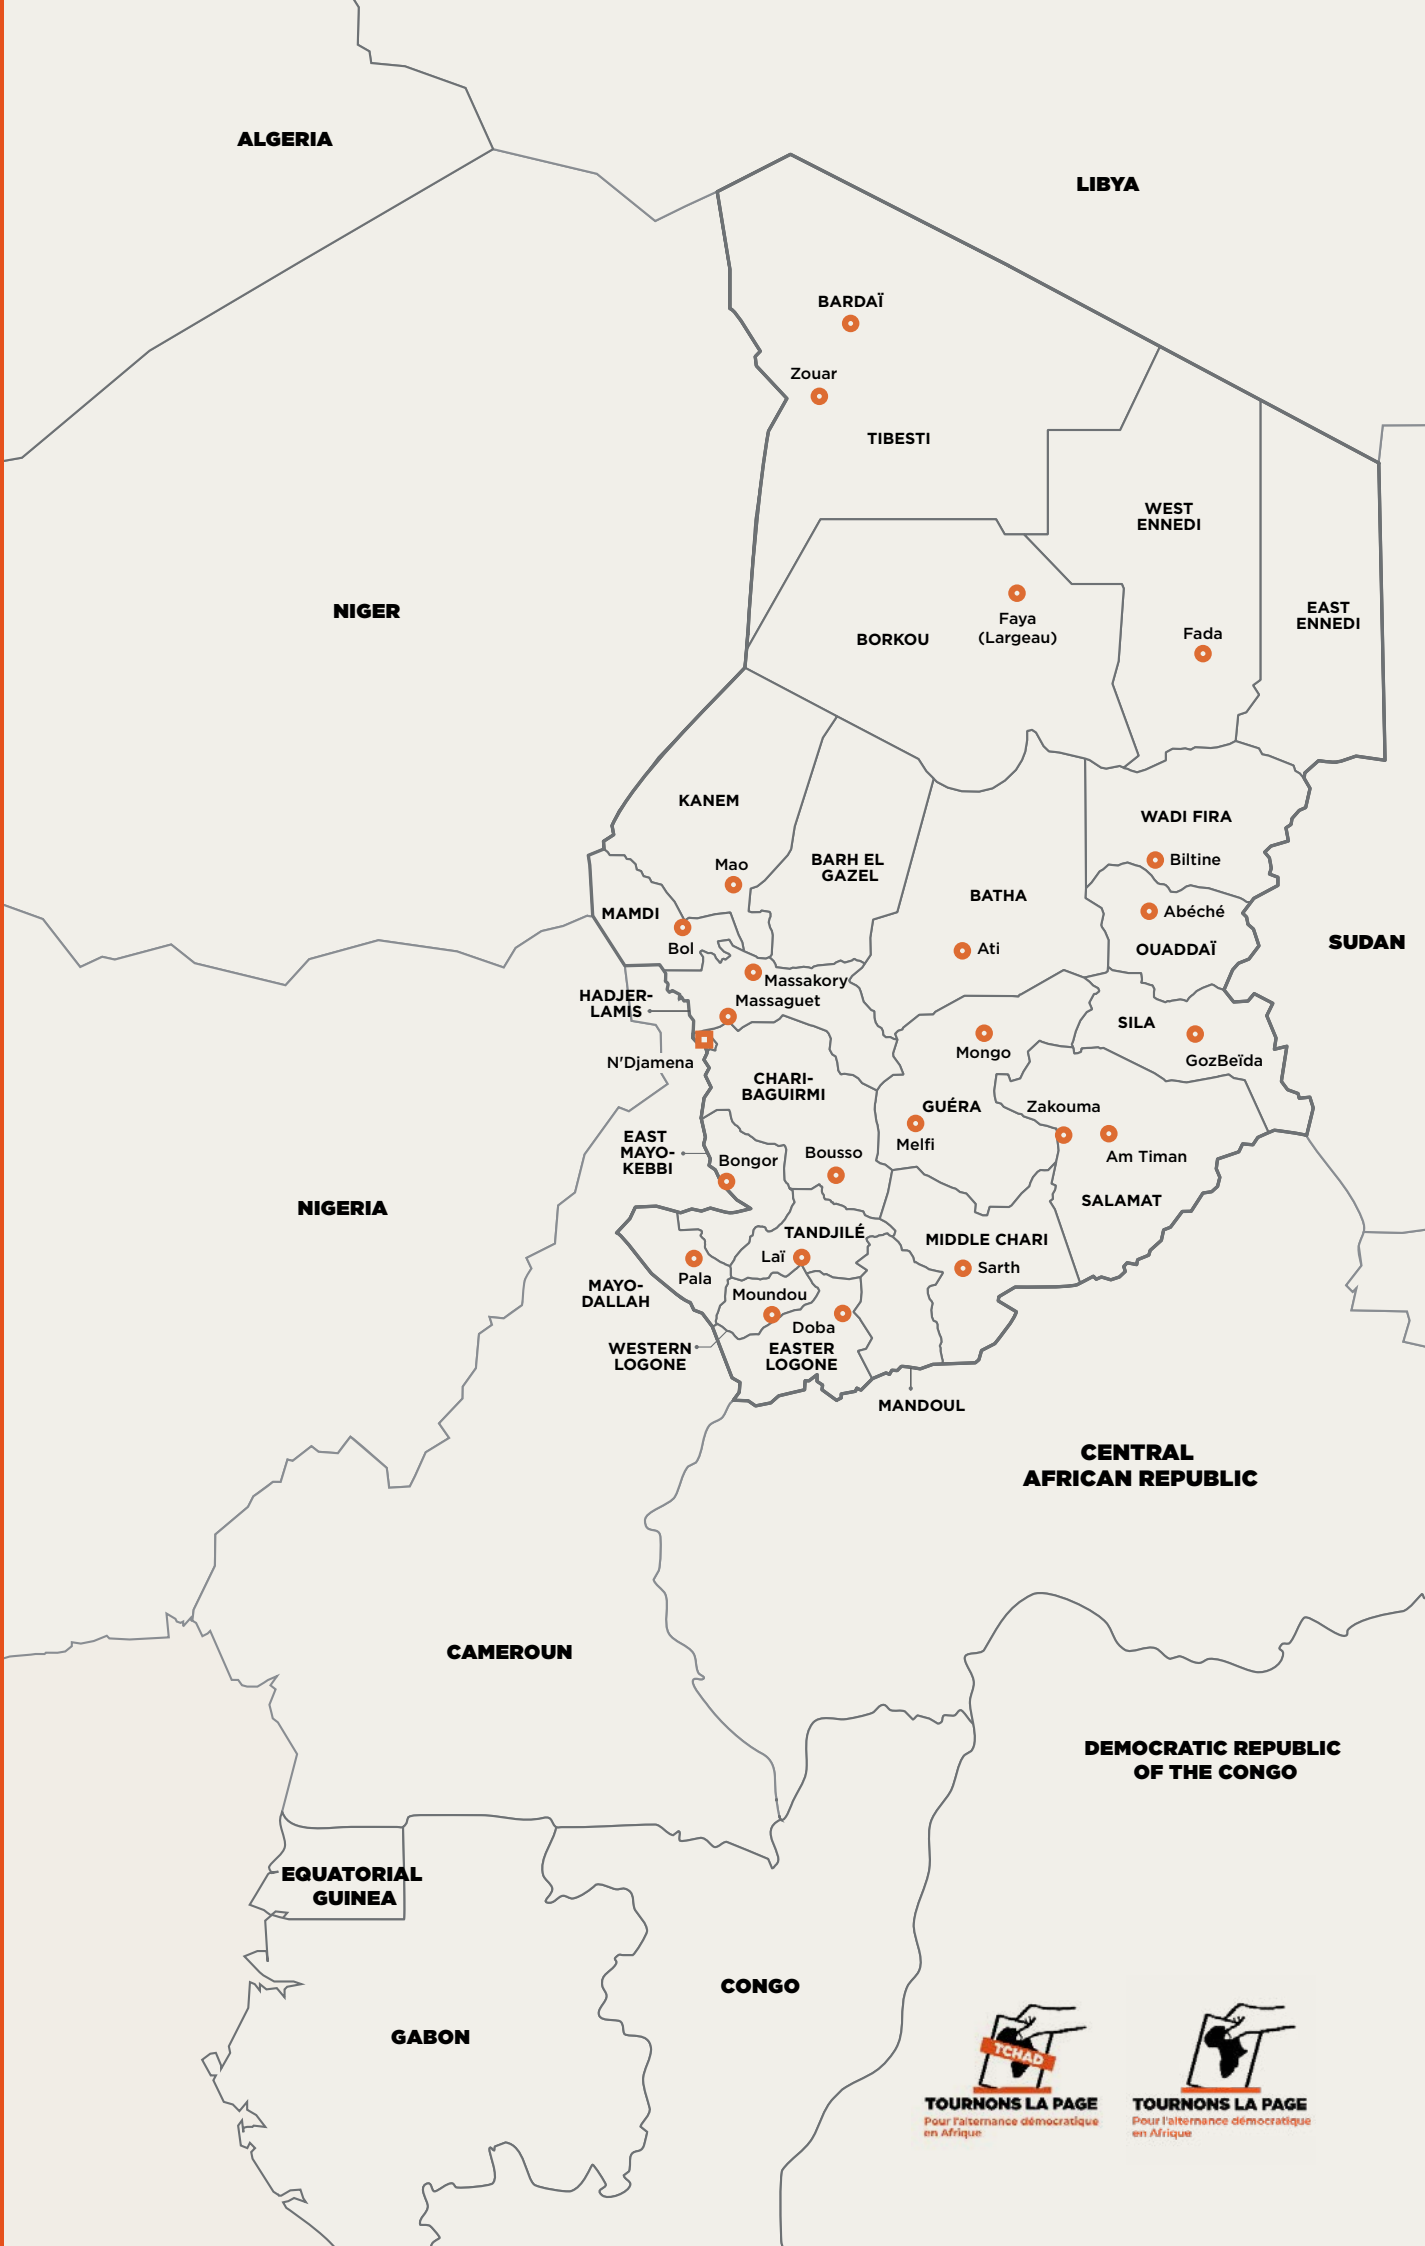 ALGERIA
LIBYA
BARDAÏ
Zouar
TIBESTI
WEST
ENNEDI
NIGER
EAST
ENNEDI
Faya
(Largeau)
BORKOU
Fada
KANEM
WADI FIRA
Mao
BARH EL
GAZEL
Biltine
BATHA
MAMDI
Abéché
Bol
Ati
OUADDAÏ
SUDAN
Massakory
HADJER-
LAMIS
Massaguet
SILA
N'Djamena
Mongo
GozBeïda
CHARI-
BAGUIRMI
GUÉRA
Zakouma
EAST
MAYO-
KEBBI
Melfi
Bongor
Bousso
Am Timan
NIGERIA
SALAMAT
TANDJILÉ
MIDDLE CHARI
Laï
Sarth
Pala
MAYO-
DALLAH
Moundou
Doba
WESTERN
LOGONE
EASTER
LOGONE
MANDOUL
CENTRAL
AFRICAN REPUBLIC
CAMEROUN
DEMOCRATIC REPUBLIC
OF THE CONGO
EQUATORIAL
GUINEA
CONGO
GABON
TCHAD
TOURNONS LA PAGE
Pour l'alternance démocratique
en Afrique
TOURNONS LA PAGE
Pour l'alternance démocratique
en Afrique